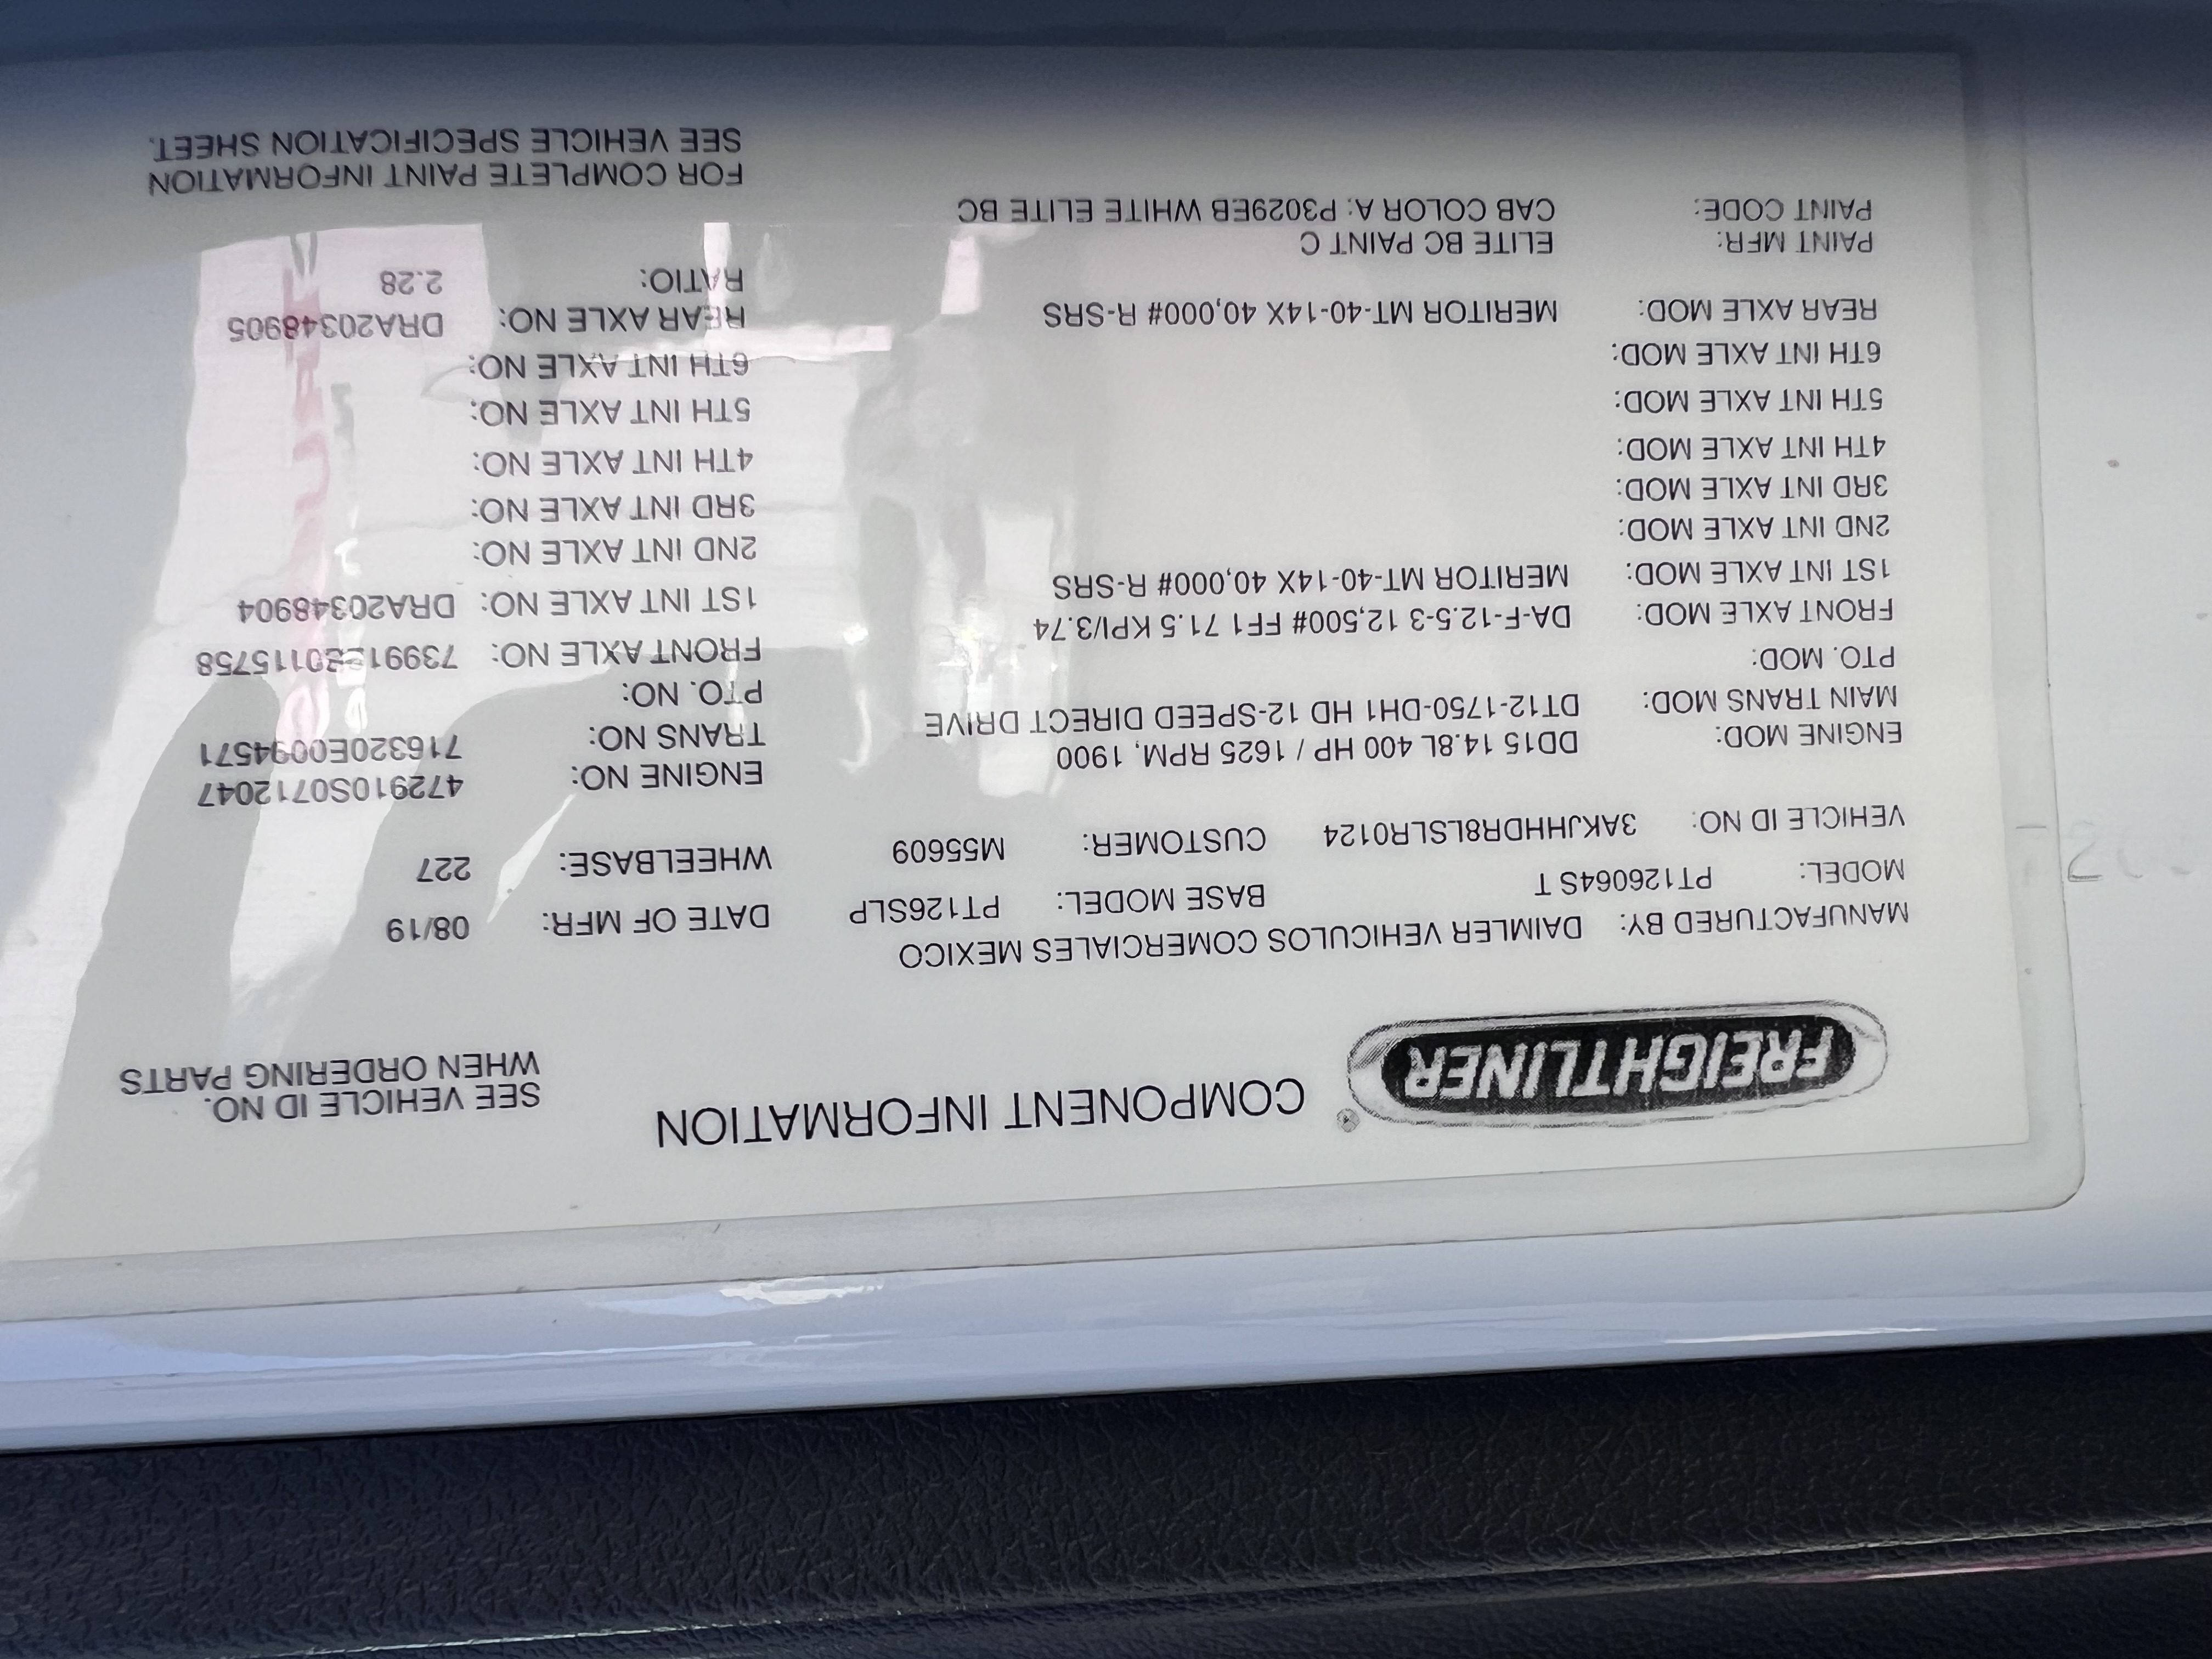 FREIGHTLINER®
COMPONENT INFORMATION
SEE VEHICLE ID NO.
WHEN ORDERING PARTS
MANUFACTURED BY: DAIMLER VEHICULOS COMERCIALES MEXICO
MODEL: PT126064S T BASE MODEL: PT126SLP DATE OF MFR: 08/19
VEHICLE ID NO: 3AKJHHDR8LSLR0124 CUSTOMER: M55609 WHEELBASE: 227
ENGINE MOD: DD15 14.8L 400 HP / 1625 RPM, 1900 ENGINE NO: 472910S0712047
MAIN TRANS MOD: DT12-1750-DH1 HD 12-SPEED DIRECT DRIVE TRANS NO: 716320E0094571
PTO. MOD: PTO. NO:
FRONT AXLE MOD: DA-F-12.5-3 12,500# FF1 71.5 KPI/3.74 FRONT AXLE NO:
1ST INT AXLE MOD: MERITOR MT-40-14X 40,000# R-SRS 1ST INT AXLE NO: DRA20348904
2ND INT AXLE MOD: 2ND INT AXLE NO:
3RD INT AXLE MOD: 3RD INT AXLE NO:
4TH INT AXLE MOD: 4TH INT AXLE NO:
5TH INT AXLE MOD: 5TH INT AXLE NO:
6TH INT AXLE MOD: 6TH INT AXLE NO:
REAR AXLE MOD: MERITOR MT-40-14X 40,000# R-SRS REAR AXLE NO: DRA20348905
RATIO: 2.28
PAINT MFR: ELITE BC PAINT C
PAINT CODE: CAB COLOR A: P3029EB WHITE ELITE BC
FOR COMPLETE PAINT INFORMATION
SEE VEHICLE SPECIFICATION SHEET.